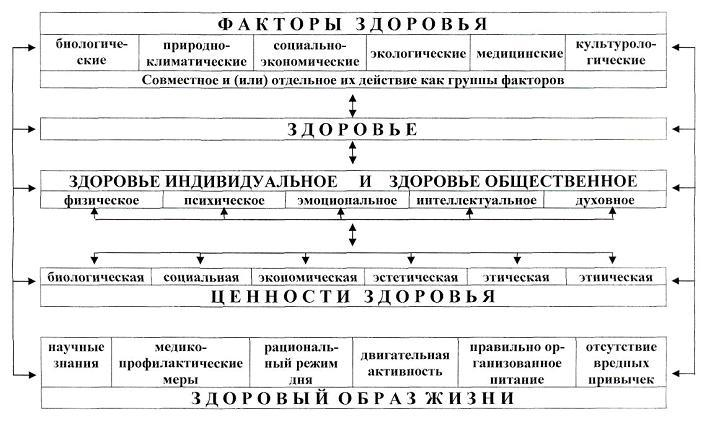 ФАКТОРЫ ЗДОРОВЬЯ
биологиче-
ские
природно-
климатические
социально-
экономические
экологические
медицинские
культуроло-
гические
Совместное и (или) отдельное их действие как группы факторов
ЗДОРОВЬЕ
ЗДОРОВЬЕ ИНДИВИДУАЛЬНОЕ И ЗДОРОВЬЕ ОБЩЕСТВЕННОЕ
физическое
психическое
эмоциональное
интеллектуальное
духовное
биологическая
социальная
экономическая
эстетическая
этическая
этническая
ЦЕННОСТИ ЗДОРОВЬЯ
научные
знания
медико-
профилактические
меры
рациональ-
ный режим
дня
двигательная
активность
правильно ор-
ганизованное
питание
отсутствие
вредных
привычек
ЗДОРОВЫЙ ОБРАЗ ЖИЗНИ